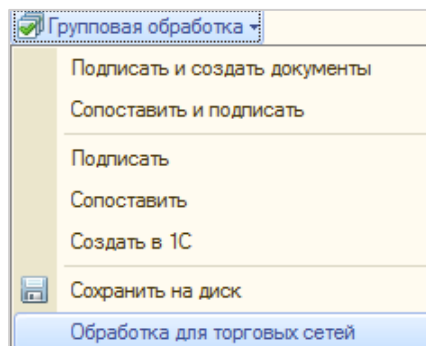 Групповая обработка
Подписать и создать документы
Сопоставить и подписать
Подписать
Сопоставить
Создать в 1С
Сохранить на диск
Обработка для торговых сетей